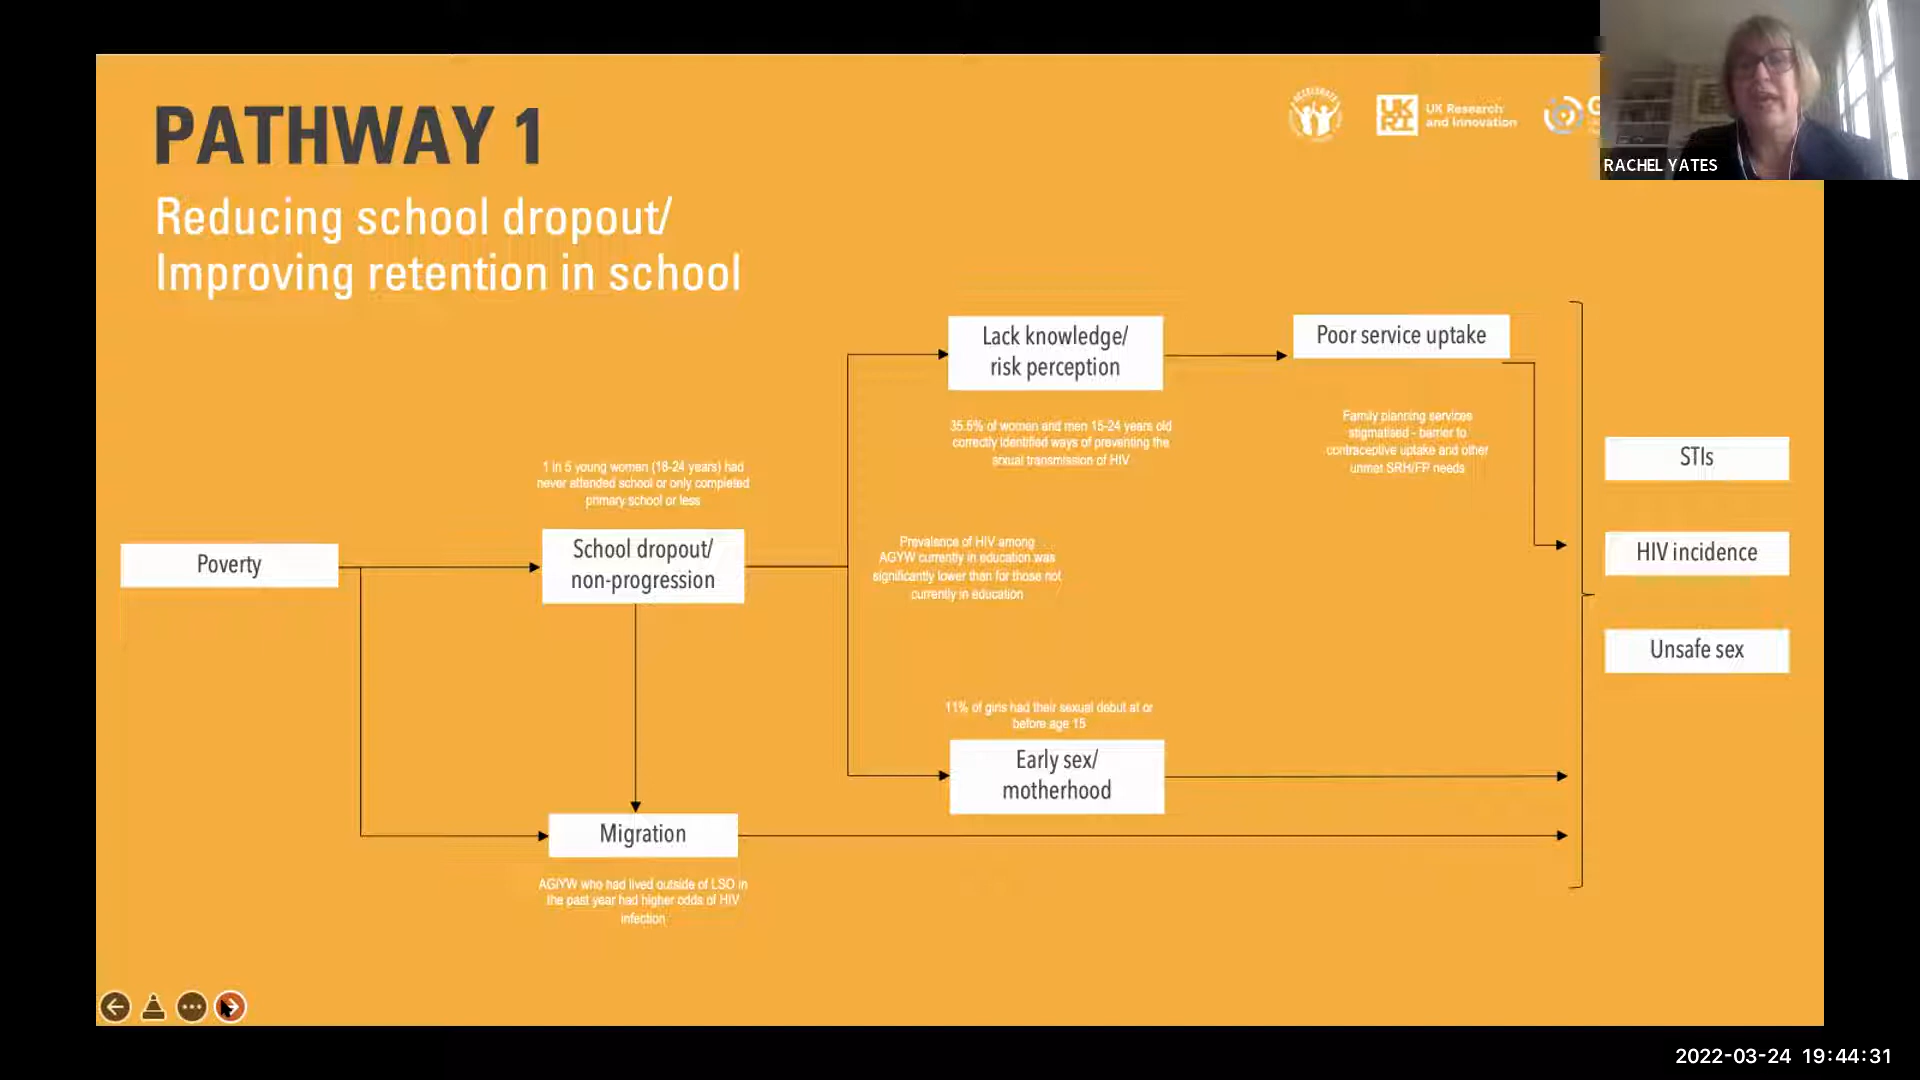 PATHWAY 1
Reducing school dropout/
Improving retention in school
ACCELERATE
UK
RI
UK Research
and Innovation
G
RACHEL YATES
Lack knowledge/
risk perception
Poor service uptake
35.5% of women and men 15-24 years old
correctly identified ways of preventing the
sexual transmission of HIV
Family planning services
stigmatised - barrier to
contraceptive uptake and other
unmet SRH/FP needs
STIs
1 in 5 young women (18-24 years) had
never attended school or only completed
primary school or less
Poverty
School dropout/
non-progression
Prevalence of HIV among
AGYW currently in education was
significantly lower than for those not
currently in education
HIV incidence
Unsafe sex
11% of girls had their sexual debut at or
before age 15
Early sex/
motherhood
Migration
AGYW who had lived outside of LSO in
the past year had higher odds of HIV
infection
2022-03-24 19:44:31